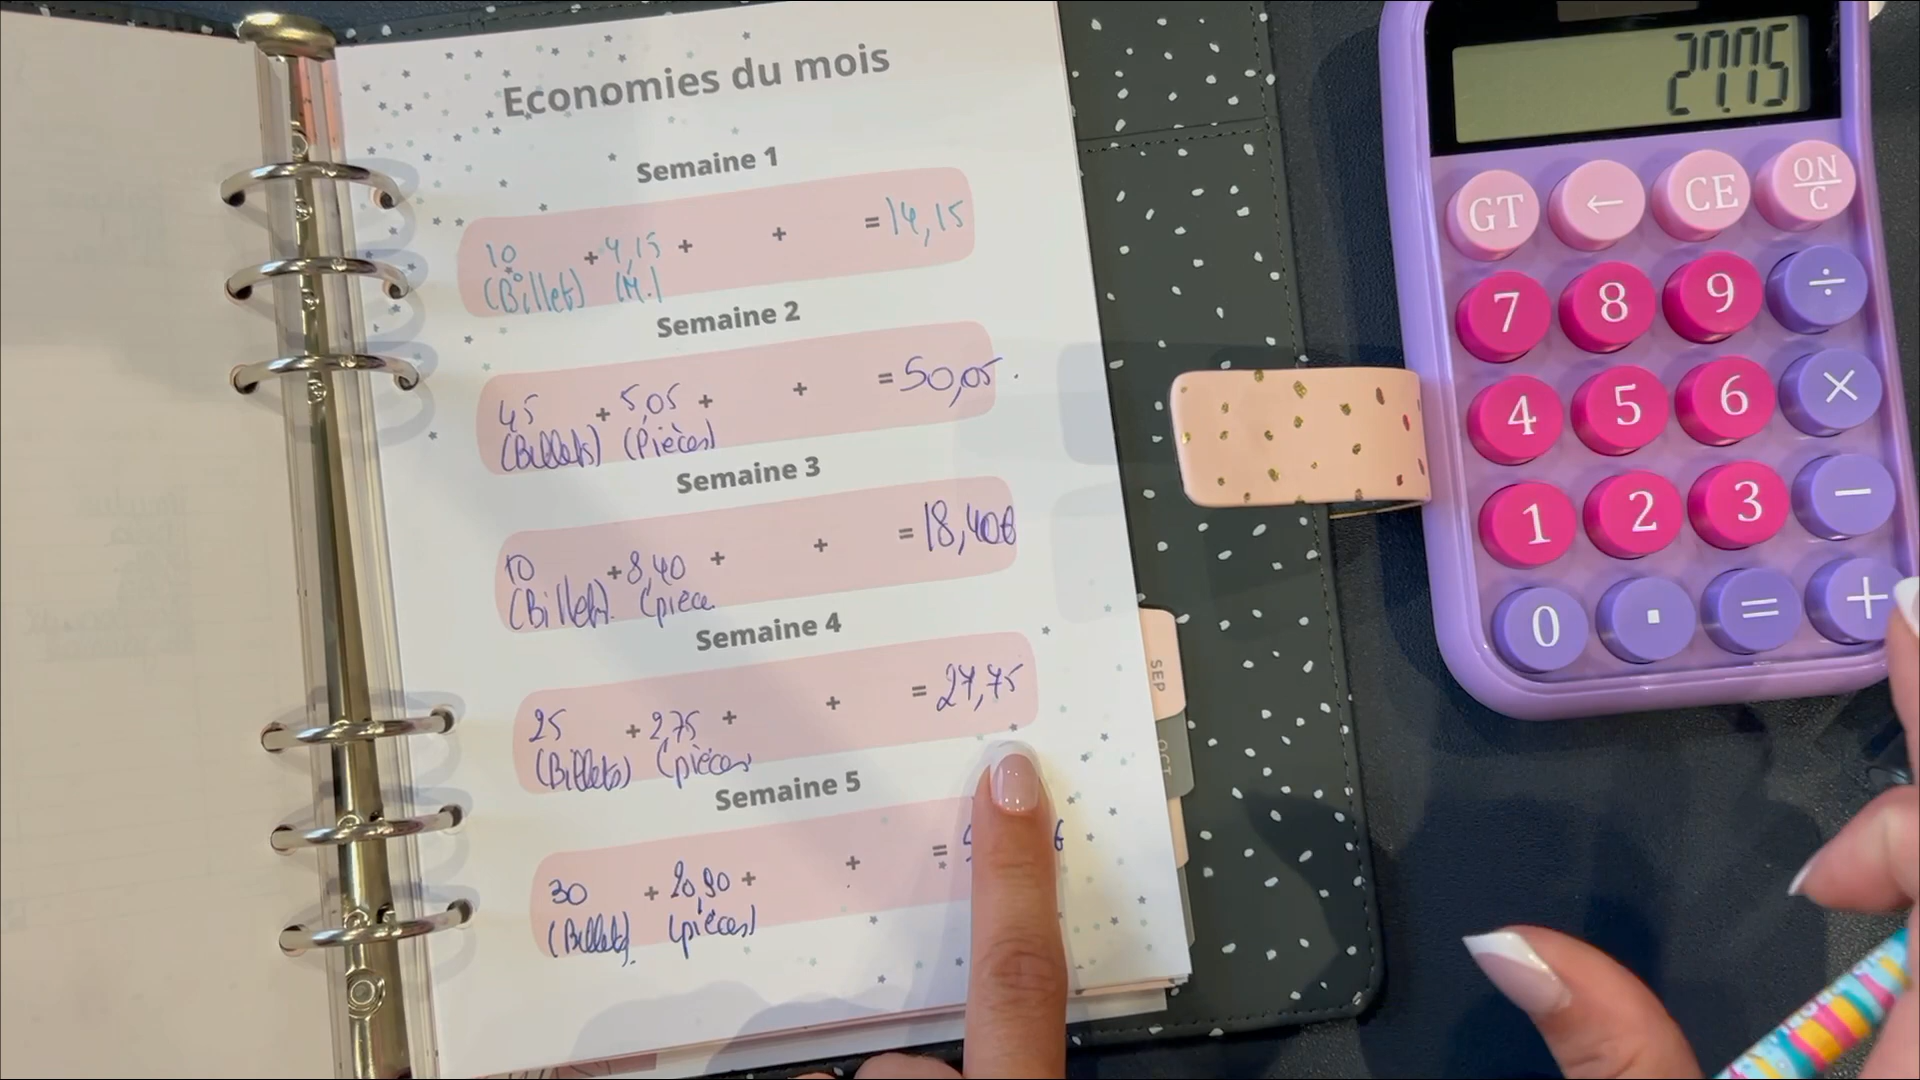 Economies du mois
Semaine 1
10 + 4,15 + + = 14,15
(Billet) (M.)
Semaine 2
45 + 5,05 + + = 50,05
(Billets) (Pièces)
Semaine 3
10 + 8,40 + + = 18,40€
(Billets). (pièce.
Semaine 4
25 + 2,75 + + = 27,75
(Billets) (pièces)
Semaine 5
30 + 20,90 + + =
(Billets). (pièces)
SEP
OCT
27.75
GT ← CE ON/C
7 8 9 ÷
4 5 6 ×
1 2 3 −
0 . = +